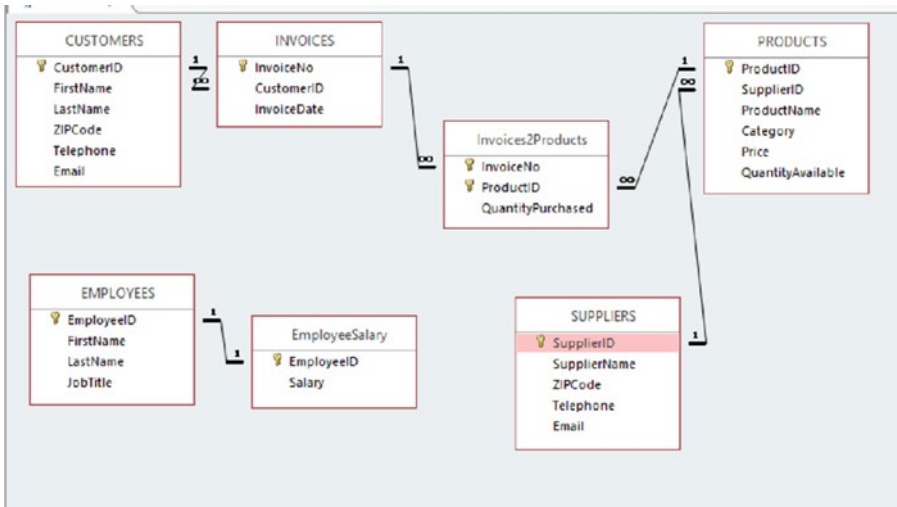 CUSTOMERS
CustomerID
FirstName
LastName
ZIPCode
Telephone
Email
1
∞
INVOICES
InvoiceNo
CustomerID
InvoiceDate
1
∞
Invoices2Products
InvoiceNo
ProductID
QuantityPurchased
∞
1
∞
PRODUCTS
ProductID
SupplierID
ProductName
Category
Price
QuantityAvailable
EMPLOYEES
EmployeeID
FirstName
LastName
JobTitle
1
1
EmployeeSalary
EmployeeID
Salary
SUPPLIERS
SupplierID
SupplierName
ZIPCode
Telephone
Email
1